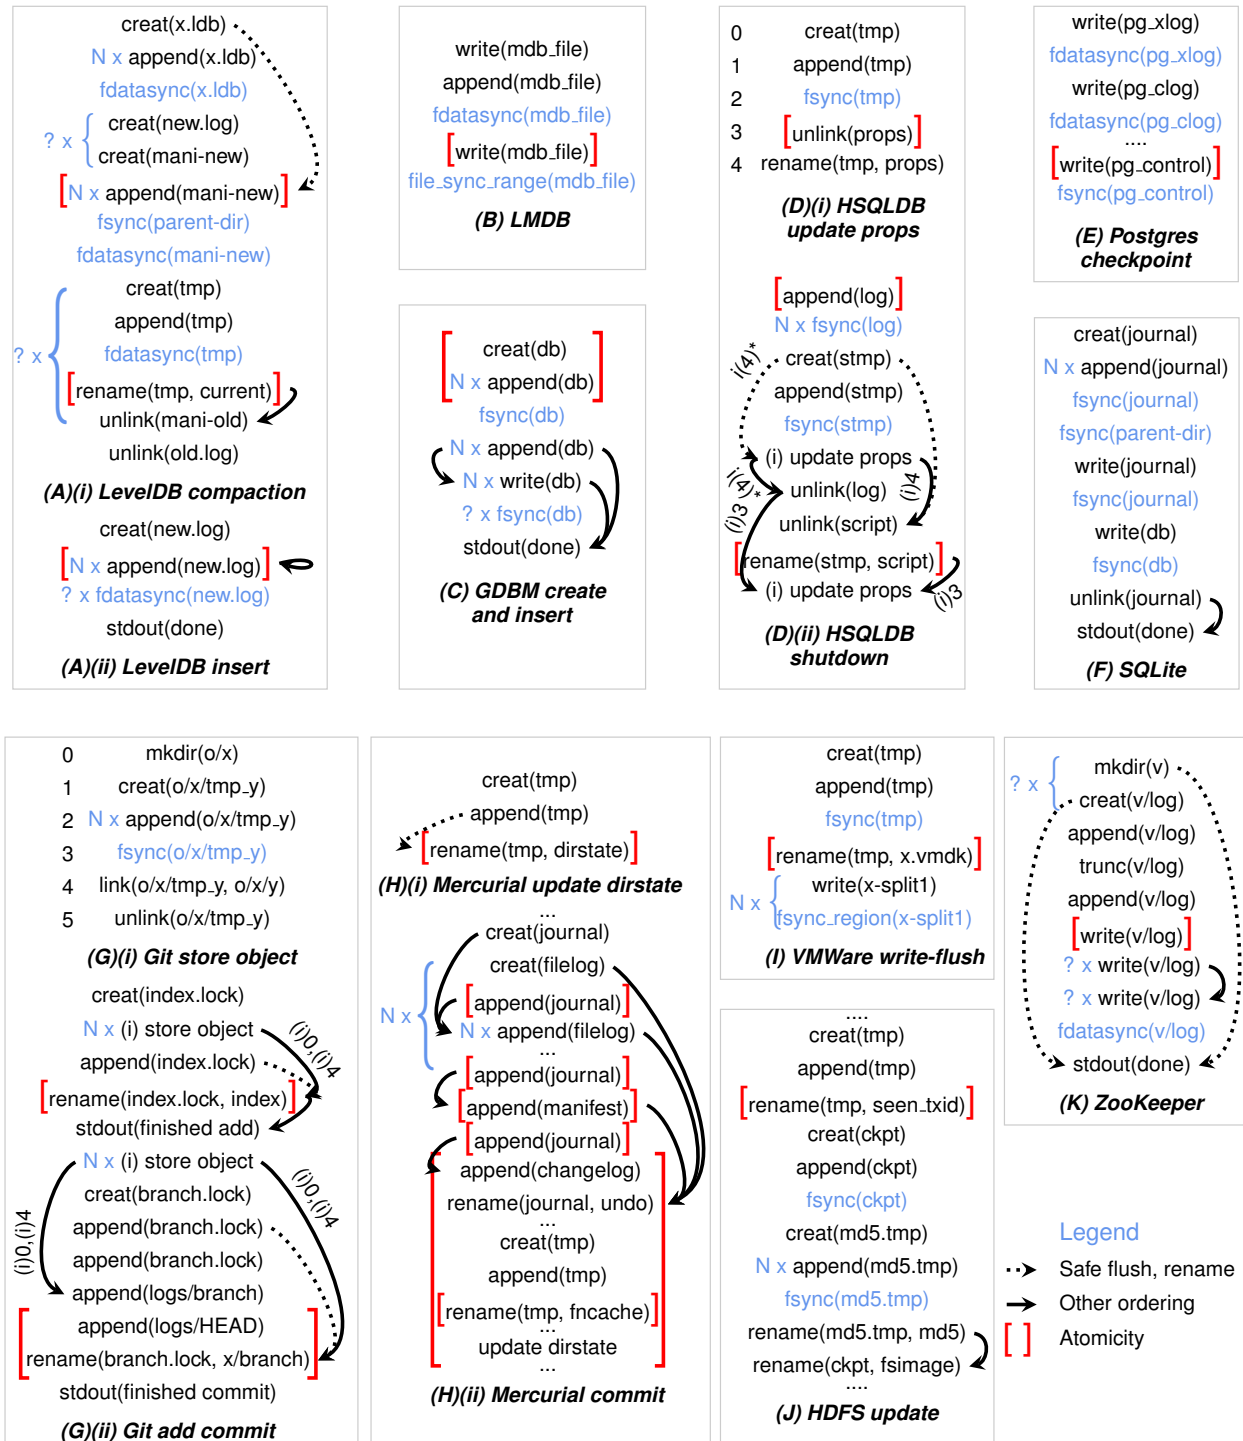 creat(x.ldb)
N x append(x.ldb)
fdatasync(x.ldb)
? x
creat(new.log)
creat(mani-new)
[N x append(mani-new)]
fsync(parent-dir)
fdatasync(mani-new)
? x
creat(tmp)
append(tmp)
fdatasync(tmp)
[rename(tmp, current)]
unlink(mani-old)
unlink(old.log)
(A)(i) LevelDB compaction
creat(new.log)
[N x append(new.log)]
? x fdatasync(new.log)
stdout(done)
(A)(ii) LevelDB insert
write(mdb_file)
append(mdb_file)
fdatasync(mdb_file)
[write(mdb_file)]
file_sync_range(mdb_file)
(B) LMDB
creat(db)
N x append(db)
fsync(db)
N x append(db)
N x write(db)
? x fsync(db)
stdout(done)
(C) GDBM create
and insert
0 creat(tmp)
1 append(tmp)
2 fsync(tmp)
3 [unlink(props)]
4 rename(tmp, props)
(D)(i) HSQLDB
update props
[append(log)]
N x fsync(log)
i(4)*
creat(stmp)
append(stmp)
fsync(stmp)
(i) update props
i(4)*
(i)4
unlink(log)
(i)3
unlink(script)
[rename(stmp, script)]
(i) update props
(i)3
(D)(ii) HSQLDB
shutdown
write(pg_xlog)
fdatasync(pg_xlog)
write(pg_clog)
fdatasync(pg_clog)
....
[write(pg_control)]
fsync(pg_control)
(E) Postgres
checkpoint
creat(journal)
N x append(journal)
fsync(journal)
fsync(parent-dir)
write(journal)
fsync(journal)
write(db)
fsync(db)
unlink(journal)
stdout(done)
(F) SQLite
0 mkdir(o/x)
1 creat(o/x/tmp_y)
2 N x append(o/x/tmp_y)
3 fsync(o/x/tmp_y)
4 link(o/x/tmp_y, o/x/y)
5 unlink(o/x/tmp_y)
(G)(i) Git store object
creat(index.lock)
N x (i) store object
(i)0,(i)4
append(index.lock)
[rename(index.lock, index)]
stdout(finished add)
N x (i) store object
(i)0,(i)4
creat(branch.lock)
append(branch.lock)
(i)0,(i)4
append(branch.lock)
append(logs/branch)
append(logs/HEAD)
rename(branch.lock, x/branch)
stdout(finished commit)
(G)(ii) Git add commit
creat(tmp)
append(tmp)
[rename(tmp, dirstate)]
(H)(i) Mercurial update dirstate
...
creat(journal)
creat(filelog)
N x
[append(journal)]
N x append(filelog)
...
[append(journal)]
[append(manifest)]
[append(journal)]
append(changelog)
rename(journal, undo)
...
creat(tmp)
append(tmp)
[rename(tmp, fncache)]
...
update dirstate
...
(H)(ii) Mercurial commit
creat(tmp)
append(tmp)
fsync(tmp)
[rename(tmp, x.vmdk)]
N x
write(x-split1)
fsync_region(x-split1)
(I) VMWare write-flush
....
creat(tmp)
append(tmp)
[rename(tmp, seen_txid)]
creat(ckpt)
append(ckpt)
fsync(ckpt)
creat(md5.tmp)
N x append(md5.tmp)
fsync(md5.tmp)
rename(md5.tmp, md5)
rename(ckpt, fsimage)
....
(J) HDFS update
? x
mkdir(v)
creat(v/log)
append(v/log)
trunc(v/log)
append(v/log)
[write(v/log)]
? x write(v/log)
? x write(v/log)
fdatasync(v/log)
stdout(done)
(K) ZooKeeper
Legend
Safe flush, rename
Other ordering
[ ] Atomicity